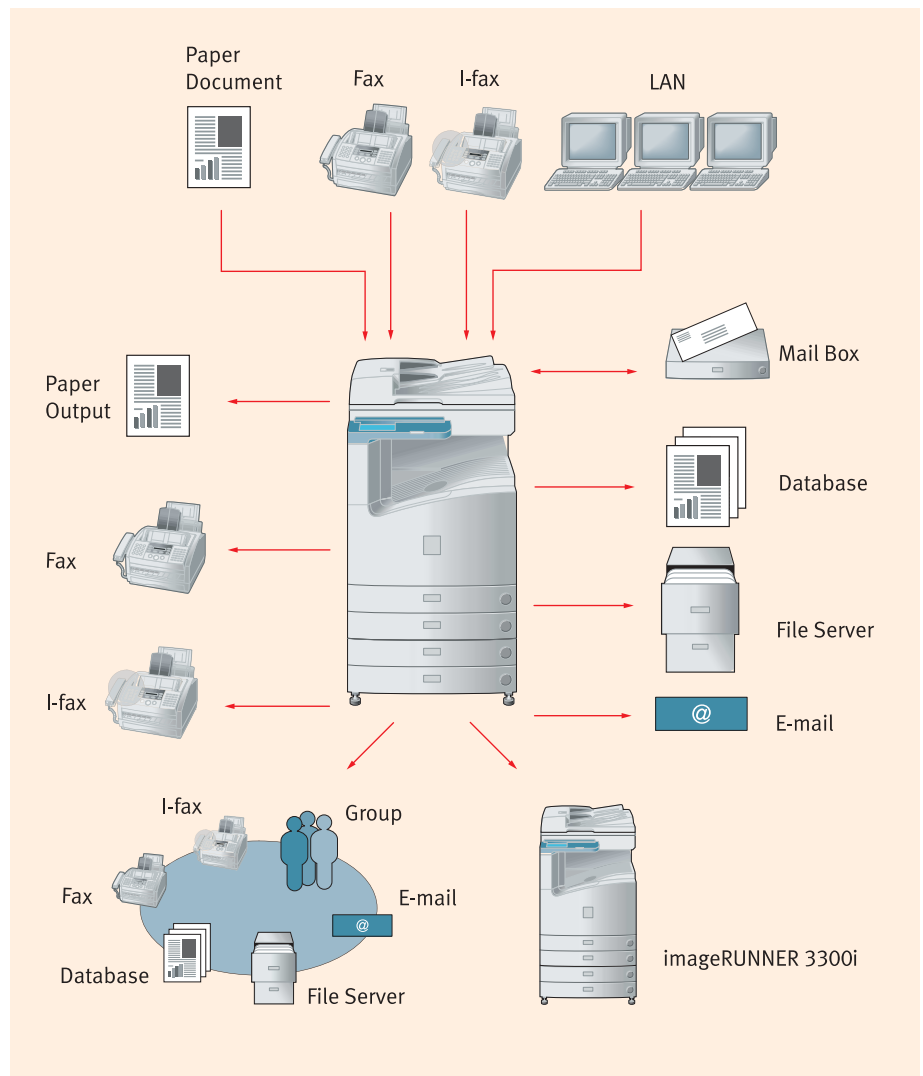 Paper
Document
Fax
I-fax
LAN
Mail Box
Paper
Output
Database
Fax
File Server
I-fax
@
E-mail
I-fax
Group
Fax
E-mail
@
Database
File Server
imageRUNNER 3300i